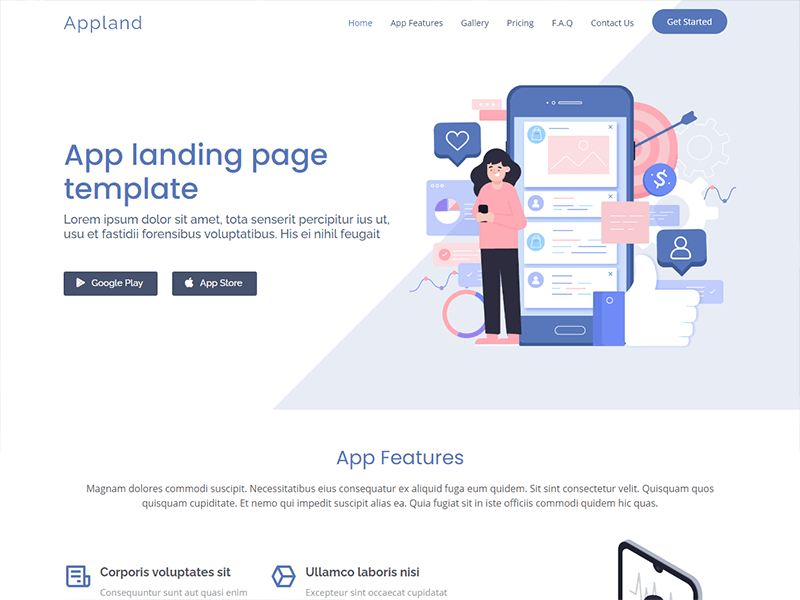 Appland
Home App Features Gallery Pricing F.A.Q Contact Us Get Started
App landing page
template
Lorem ipsum dolor sit amet, tota senserit percipitur ius ut,
usu et fastidii forensibus voluptatibus. His ei nihil feugait
Google Play App Store
App Features
Magnam dolores commodi suscipit. Necessitatibus eius consequatur ex aliquid fuga eum quidem. Sit sint consectetur velit. Quisquam quos
quisquam cupiditate. Et nemo qui impedit suscipit alias ea. Quia fugiat sit in iste officiis commodi quidem hic quas.
Corporis voluptates sit
Consequuntur sunt aut quasi enim
Ullamco laboris nisi
Excepteur sint occaecat cupidatat